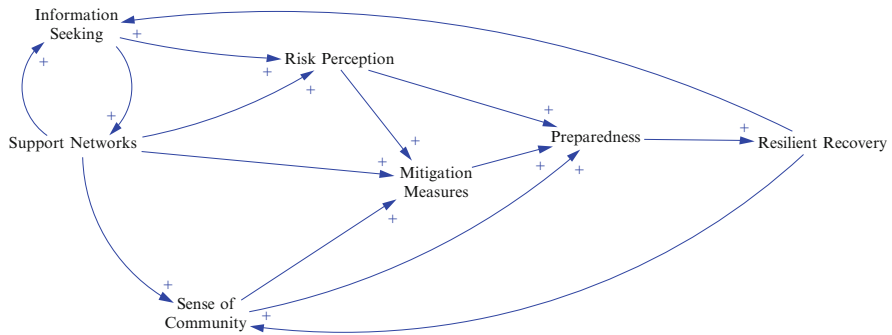 Information
Seeking
+
+
Risk Perception
+
+
+
+
+
Support Networks
+
Preparedness
+
Resilient Recovery
+
Mitigation
Measures
+
+
+
+
Sense of
Community
+